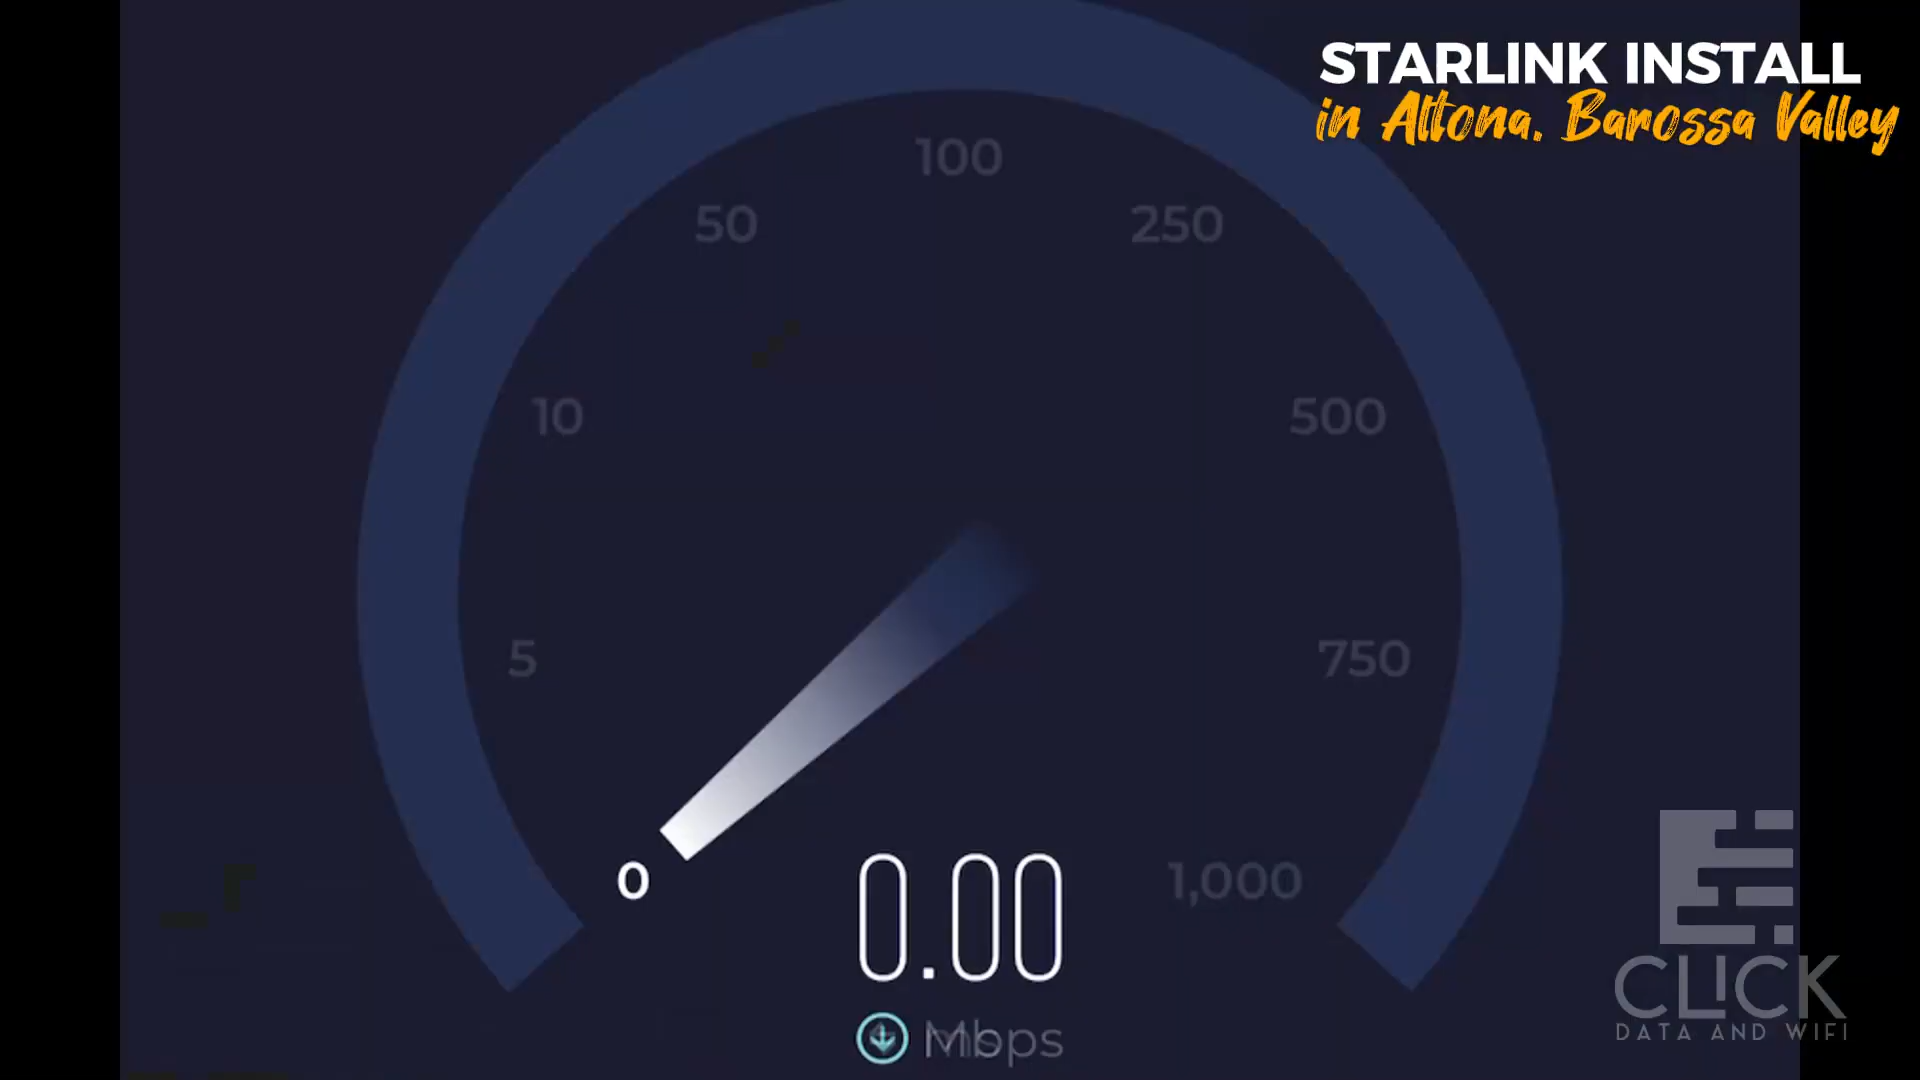 STARLINK INSTALL
in Altona, Barossa Valley
100
50
250
10
500
5
750
0
1,000
0.00
Mbps
CLICK
DATA AND WIFI